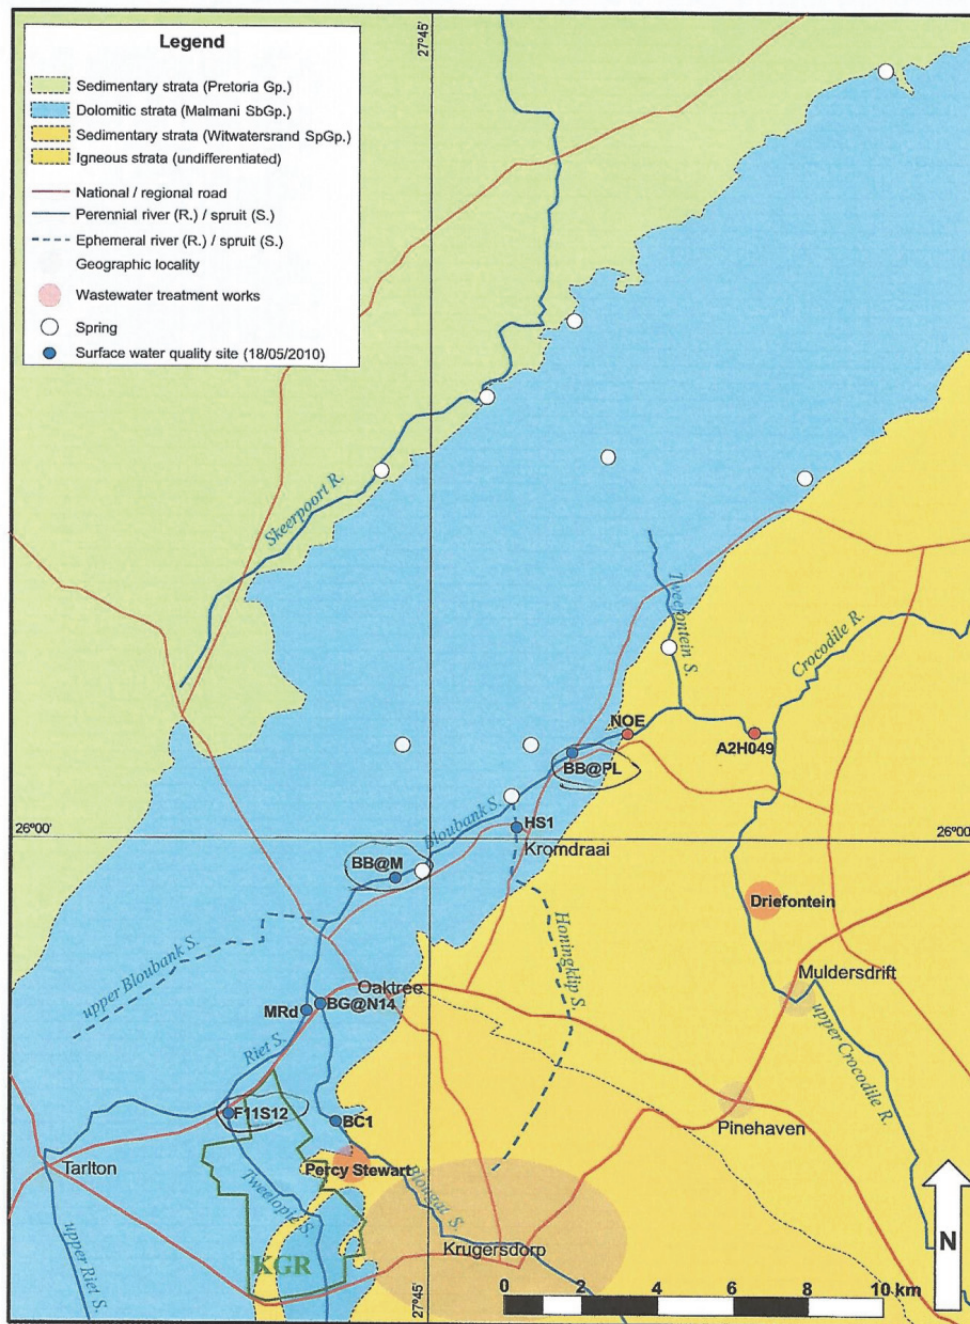 Legend
Sedimentary strata (Pretoria Gp.)
Dolomitic strata (Malmani SbGp.)
Sedimentary strata (Witwatersrand SpGp.)
Igneous strata (undifferentiated)
National / regional road
Perennial river (R.) / spruit (S.)
Ephemeral river (R.) / spruit (S.)
Geographic locality
Wastewater treatment works
Spring
Surface water quality site (18/05/2010)
27°45'
Skeerpoort R.
Tweefontein S.
Crocodile R.
NOE
A2H049
BB@PL
26°00'
Bloubank S.
HS1
26°00'
Kromdraai
BB@M
Driefontein
Honingklip S.
upper Bloubank S.
Muldersdrift
Oaktree
MRd
BG@N14
upper Crocodile R.
Riet S.
F11S12
BC1
Pinehaven
Tarlton
Percy Stewart
Tweelopie S.
Blougat S.
upper Riet S.
KGR
Krugersdorp
N
27°45'
0 2 4 6 8 10 km